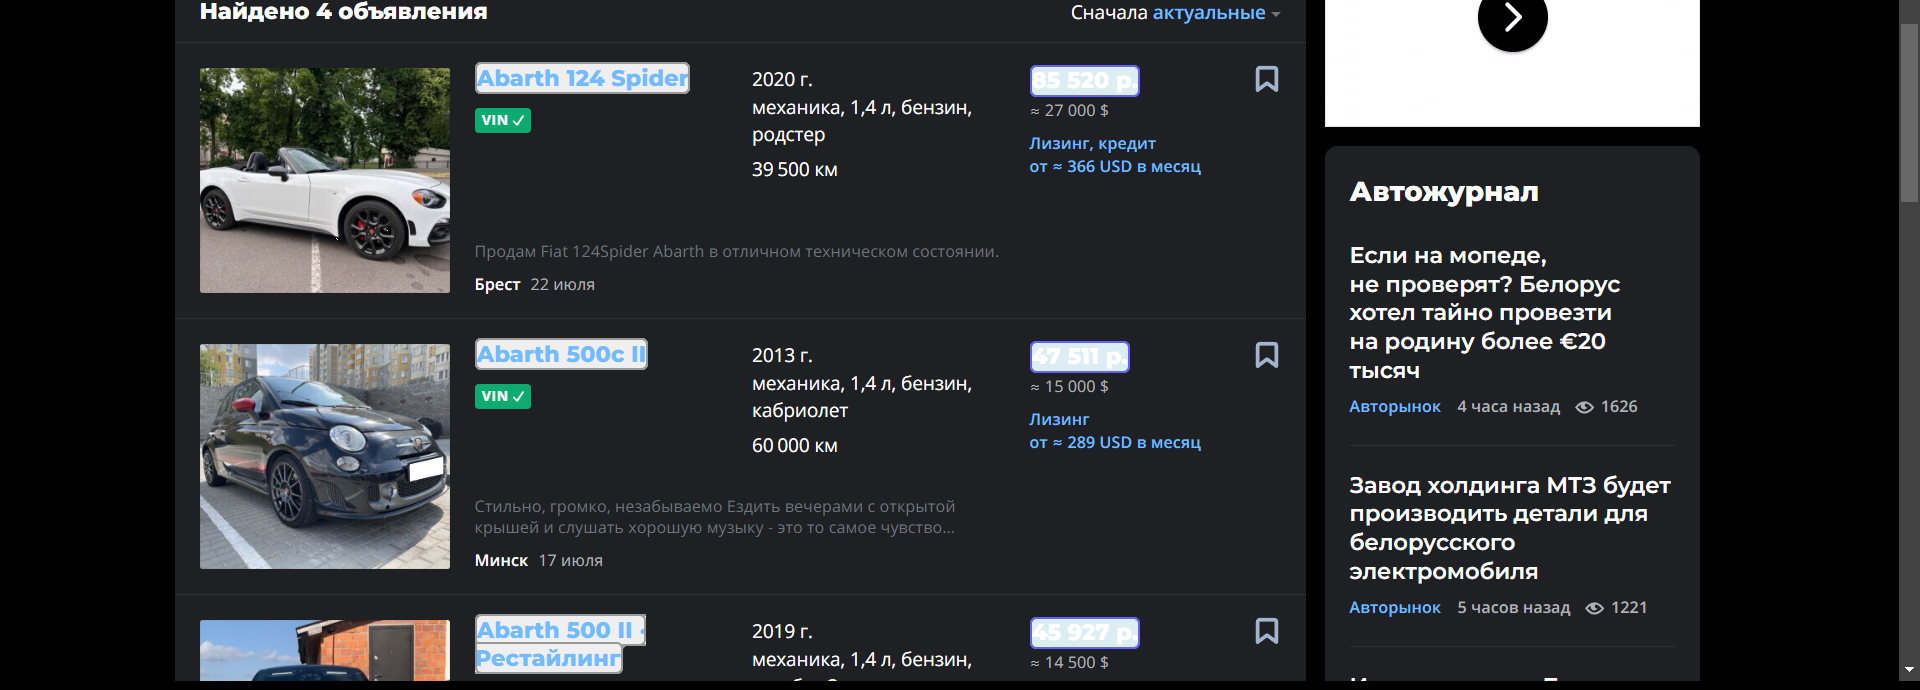 Найдено 4 объявления
Сначала актуальные
Abarth 124 Spider
VIN
2020 г.
механика, 1,4 л, бензин,
родстер
39 500 км
85 520 р.
≈ 27 000 $
Лизинг, кредит
от ≈ 366 USD в месяц
Продам Fiat 124Spider Abarth в отличном техническом состоянии.
Брест 22 июля
Abarth 500c II
VIN
2013 г.
механика, 1,4 л, бензин,
кабриолет
60 000 км
47 511 р.
≈ 15 000 $
Лизинг
от ≈ 289 USD в месяц
Стильно, громко, незабываемо Ездить вечерами с открытой
крышей и слушать хорошую музыку - это то самое чувство...
Минск 17 июля
Abarth 500 II ·
Рестайлинг
2019 г.
механика, 1,4 л, бензин,
45 927 р.
≈ 14 500 $
Автожурнал
Если на мопеде,
не проверят? Белорус
хотел тайно провезти
на родину более €20
тысяч
Авторынок 4 часа назад 1626
Завод холдинга МТЗ будет
производить детали для
белорусского
электромобиля
Авторынок 5 часов назад 1221